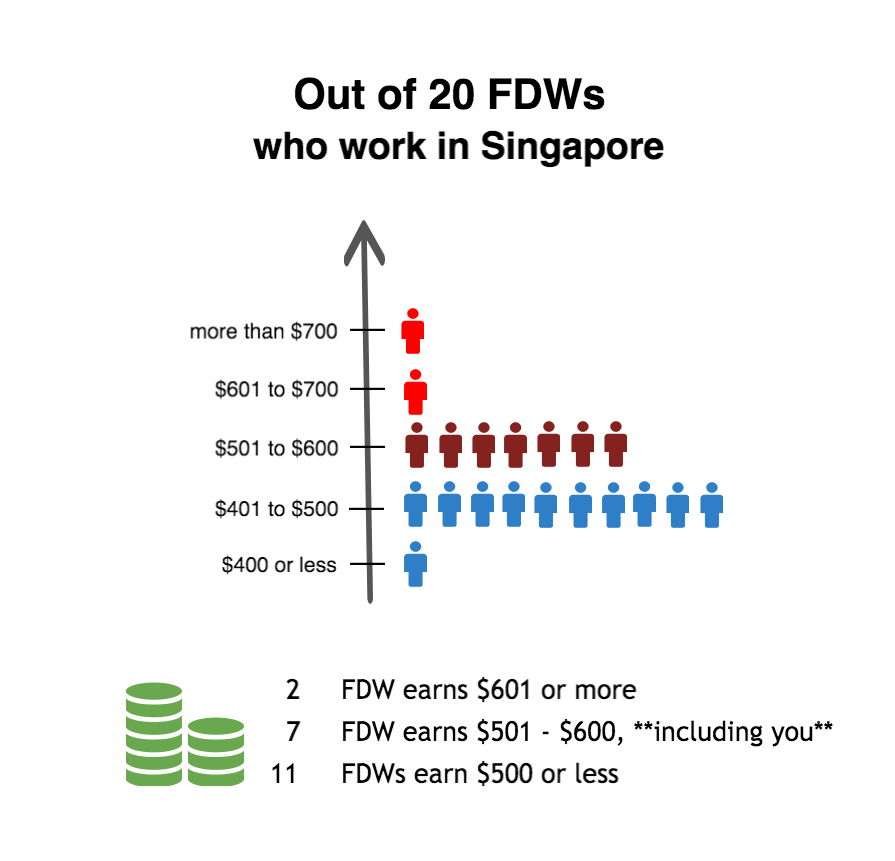 Out of 20 FDWs
who work in Singapore
more than $700
$601 to $700
$501 to $600
$401 to $500
$400 or less
2 FDW earns $601 or more
7 FDW earns $501 - $600, **including you**
11 FDWs earn $500 or less